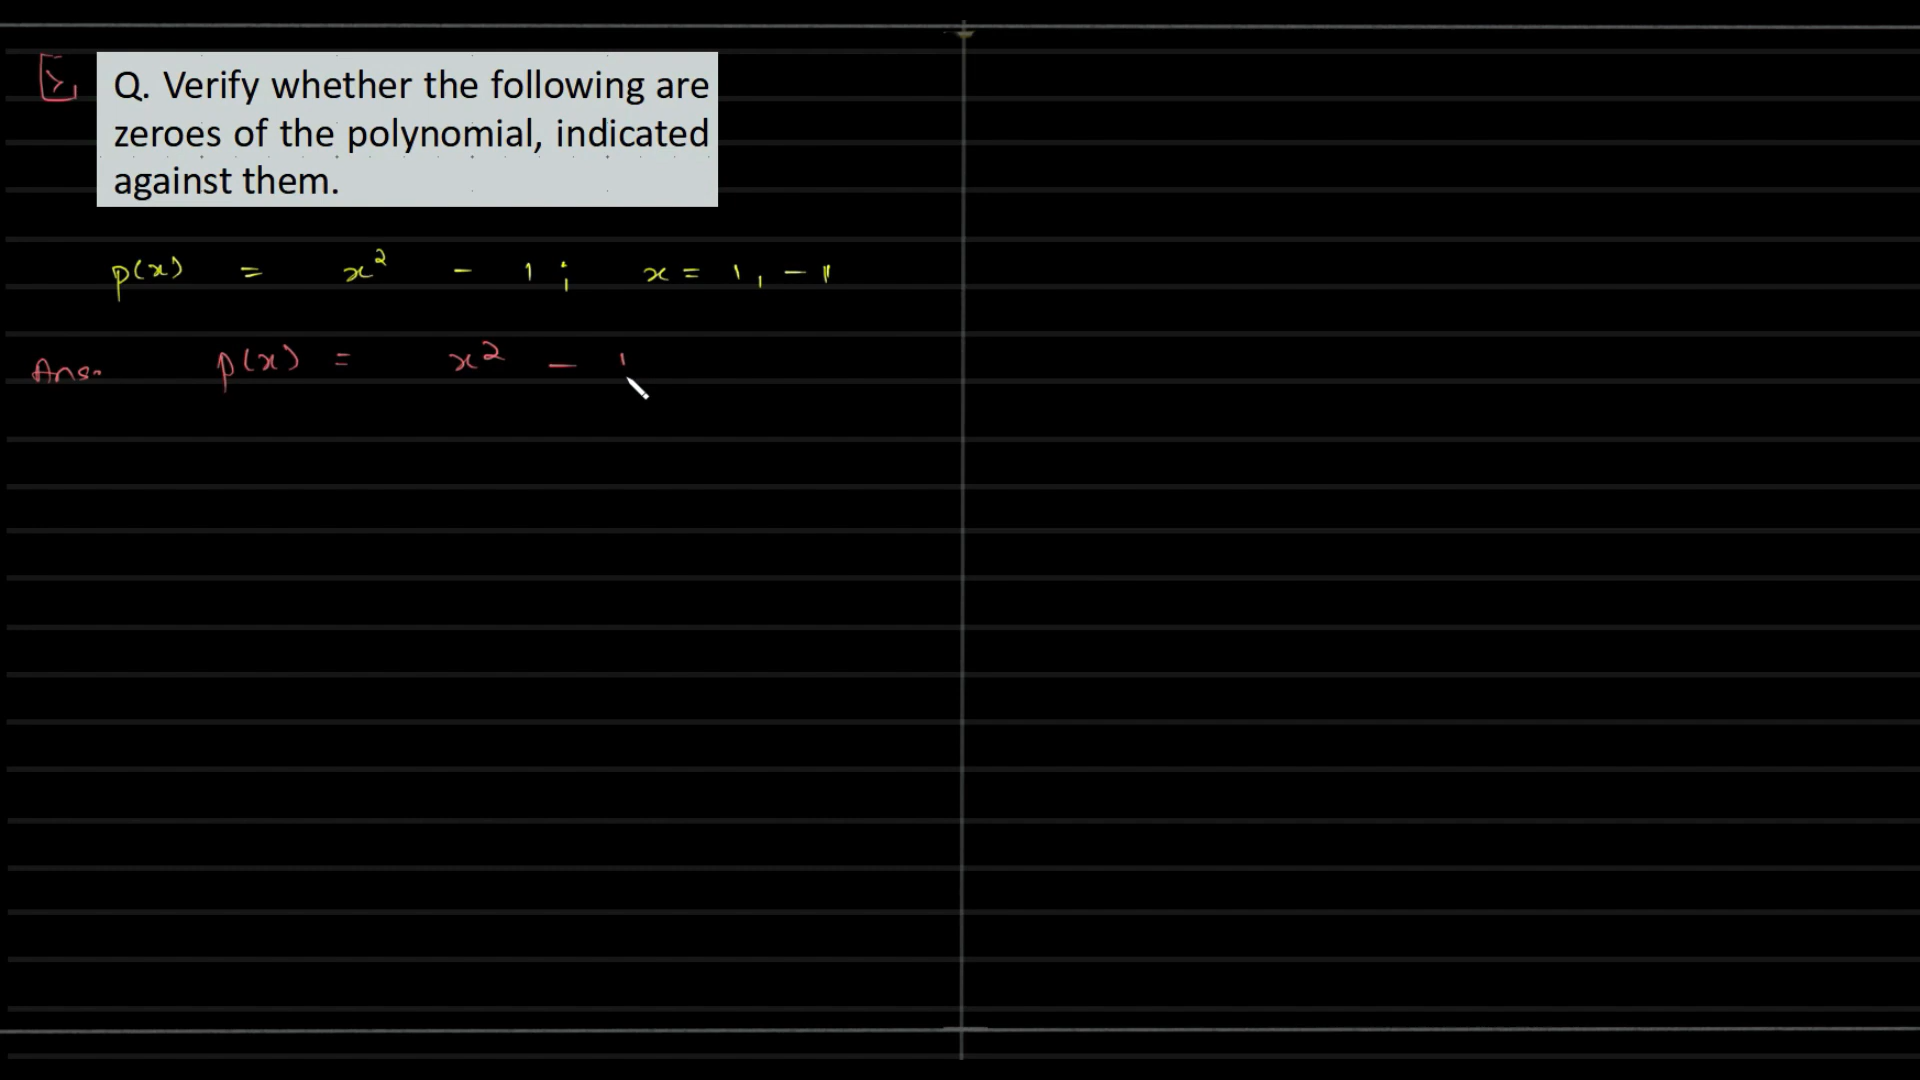 Q. Verify whether the following are
zeroes of the polynomial, indicated
against them.
p(x) = x² - 1; x = 1, -1
Ans. p(x) = x² - 1